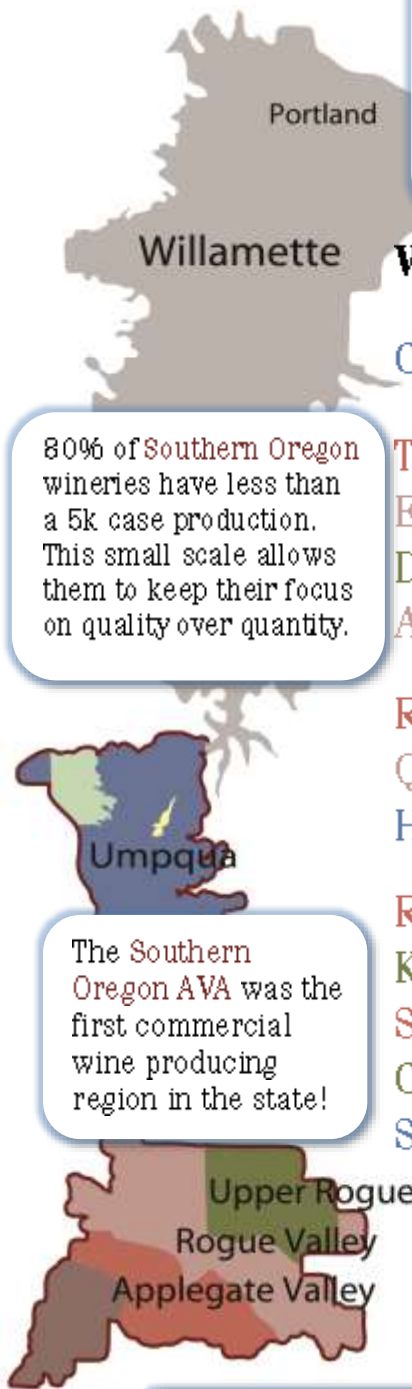 Portland
Willamette
80% of Southern Oregon
wineries have less than
a 5k case production.
This small scale allows
them to keep their focus
on quality over quantity.
Umpqua
The Southern
Oregon AVA was the
first commercial
wine producing
region in the state!
Upper Rogue
Rogue Valley
Applegate Valley